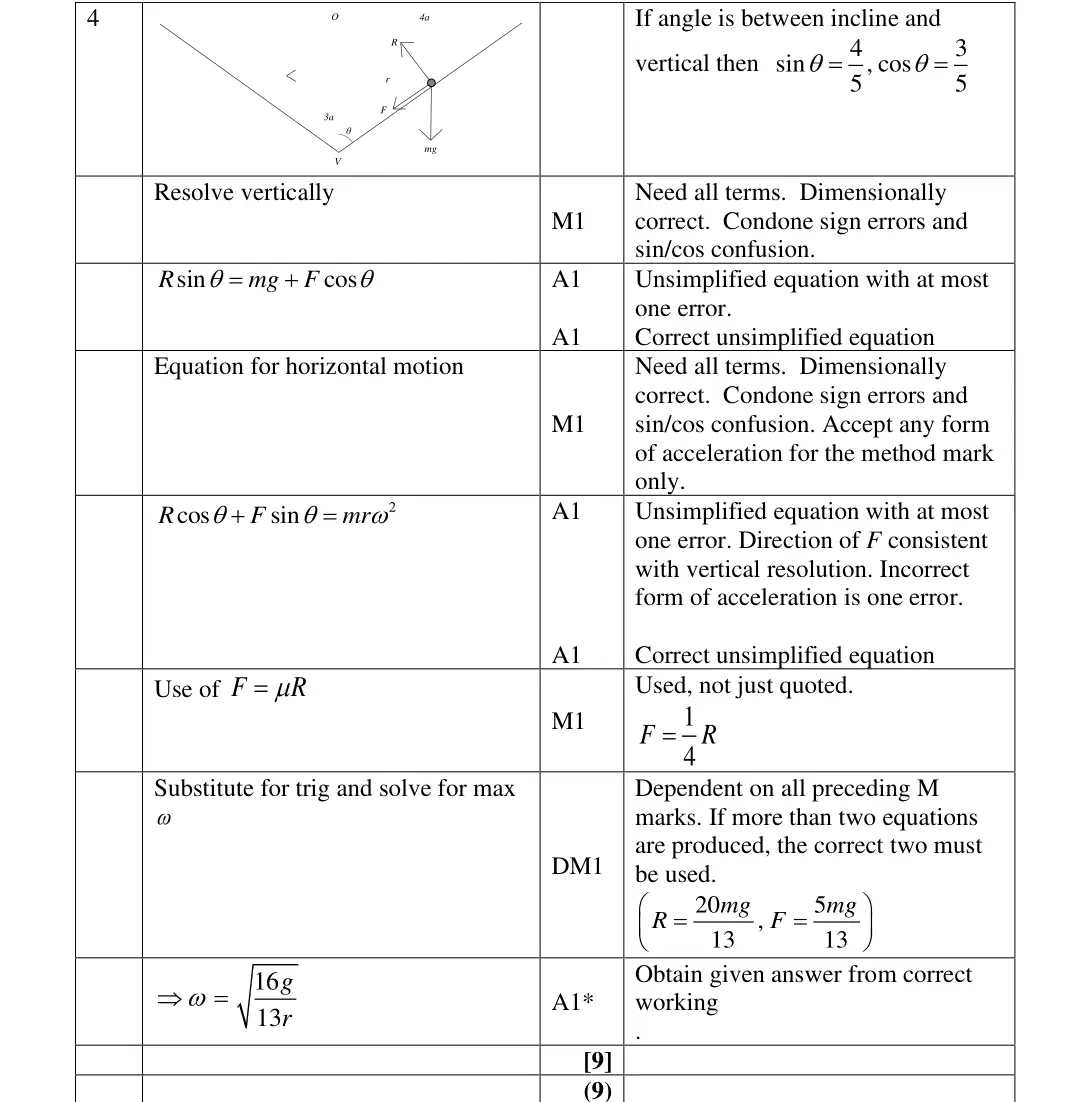 4
O
4a
R
r
F
3a
θ
mg
V
If angle is between incline and
vertical then sin θ = 4/5, cos θ = 3/5
Resolve vertically
M1
Need all terms. Dimensionally
correct. Condone sign errors and
sin/cos confusion.
R sin θ = mg + F cos θ
A1
Unsimplified equation with at most
one error.
A1
Correct unsimplified equation
Equation for horizontal motion
M1
Need all terms. Dimensionally
correct. Condone sign errors and
sin/cos confusion. Accept any form
of acceleration for the method mark
only.
R cos θ + F sin θ = mrω²
A1
Unsimplified equation with at most
one error. Direction of F consistent
with vertical resolution. Incorrect
form of acceleration is one error.
A1
Correct unsimplified equation
Use of F = μR
M1
Used, not just quoted.
F = 1/4 R
Substitute for trig and solve for max
ω
DM1
Dependent on all preceding M
marks. If more than two equations
are produced, the correct two must
be used.
(R = 20mg/13, F = 5mg/13)
⇒ ω = √(16g/13r)
A1*
Obtain given answer from correct
working
.
[9]
(9)